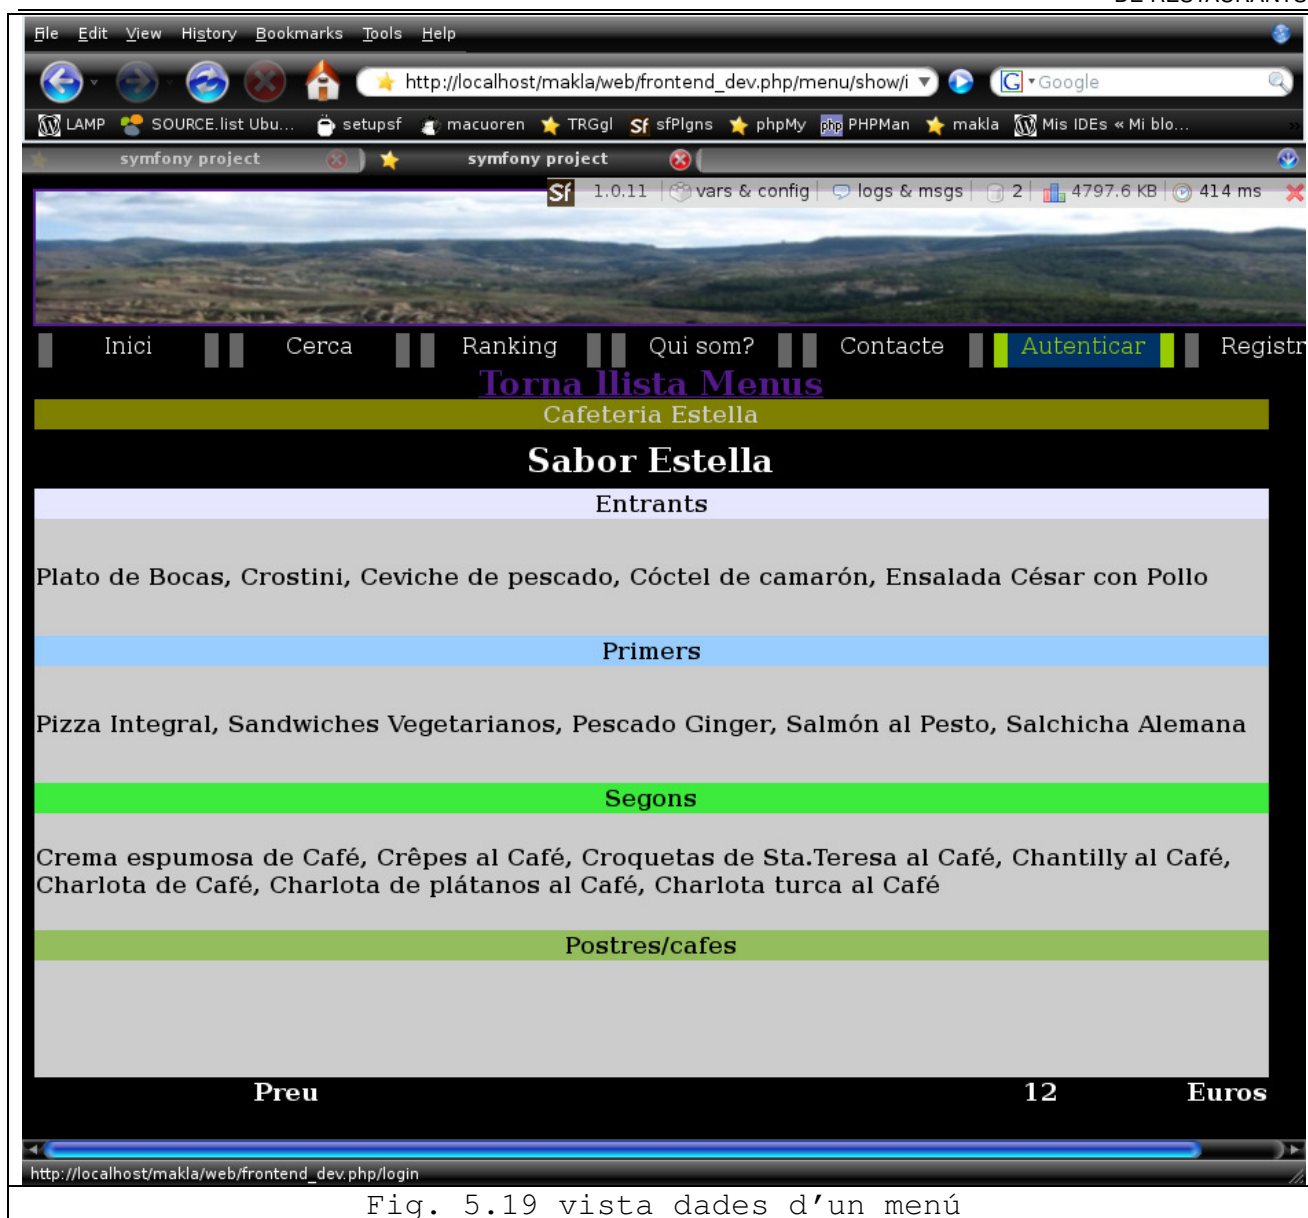 File Edit View History Bookmarks Tools Help
http://localhost/makla/web/frontend_dev.php/menu/show/i Google
LAMP SOURCE.list Ubu... setupsf macuoren TRGgl sfPlgns phpMy PHPMan makla Mis IDEs « Mi blo...
symfony project symfony project
Sf 1.0.11 vars & config logs & msgs 2 4797.6 KB 414 ms
Inici Cerca Ranking Qui som? Contacte Autenticar Registr
Torna llista Menus
Cafeteria Estella
Sabor Estella
Entrants
Plato de Bocas, Crostini, Ceviche de pescado, Cóctel de camarón, Ensalada César con Pollo
Primers
Pizza Integral, Sandwiches Vegetarianos, Pescado Ginger, Salmón al Pesto, Salchicha Alemana
Segons
Crema espumosa de Café, Crêpes al Café, Croquetas de Sta.Teresa al Café, Chantilly al Café,
Charlota de Café, Charlota de plátanos al Café, Charlota turca al Café
Postres/cafes
Preu 12 Euros
http://localhost/makla/web/frontend_dev.php/login
Fig. 5.19 vista dades d'un menú